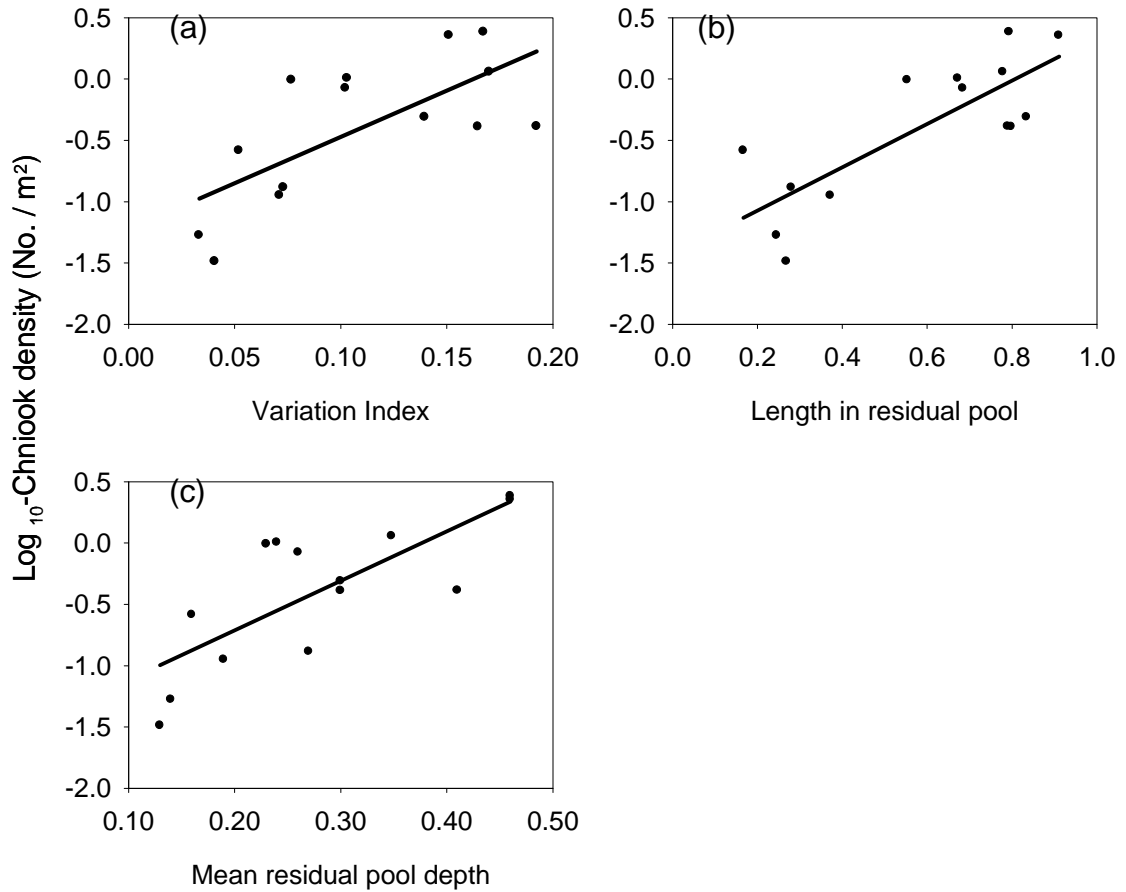 Log 10-Chniook density (No. / m²)
(a)
0.5
0.0
-0.5
-1.0
-1.5
-2.0
0.00 0.05 0.10 0.15 0.20
Variation Index
(b)
0.5
0.0
-0.5
-1.0
-1.5
-2.0
0.0 0.2 0.4 0.6 0.8 1.0
Length in residual pool
(c)
0.5
0.0
-0.5
-1.0
-1.5
-2.0
0.10 0.20 0.30 0.40 0.50
Mean residual pool depth